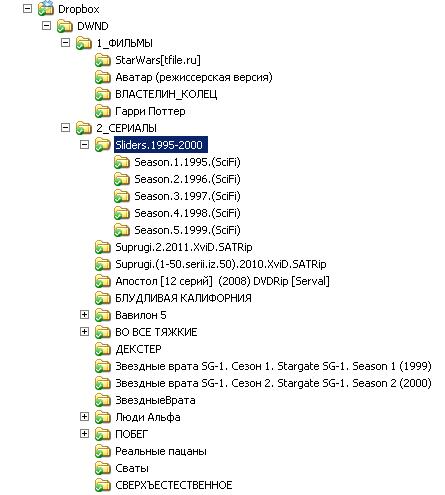 Dropbox
DWND
1_ФИЛЬМЫ
StarWars[tfile.ru]
Аватар (режиссерская версия)
ВЛАСТЕЛИН_КОЛЕЦ
Гарри Поттер
2_СЕРИАЛЫ
Sliders.1995-2000
Season.1.1995.(SciFi)
Season.2.1996.(SciFi)
Season.3.1997.(SciFi)
Season.4.1998.(SciFi)
Season.5.1999.(SciFi)
Suprugi.2.2011.XviD.SATRip
Suprugi.(1-50.serii.iz.50).2010.XviD.SATRip
Апостол [12 серий]  (2008) DVDRip [Serval]
БЛУДЛИВАЯ КАЛИФОРНИЯ
Вавилон 5
ВО ВСЕ ТЯЖКИЕ
ДЕКСТЕР
Звездные врата SG-1. Сезон 1. Stargate SG-1. Season 1 (1999)
Звездные врата SG-1. Сезон 2. Stargate SG-1. Season 2 (2000)
ЗвездныеВрата
Люди Альфа
ПОБЕГ
Реальные пацаны
Сваты
СВЕРХЪЕСТЕСТВЕННОЕ